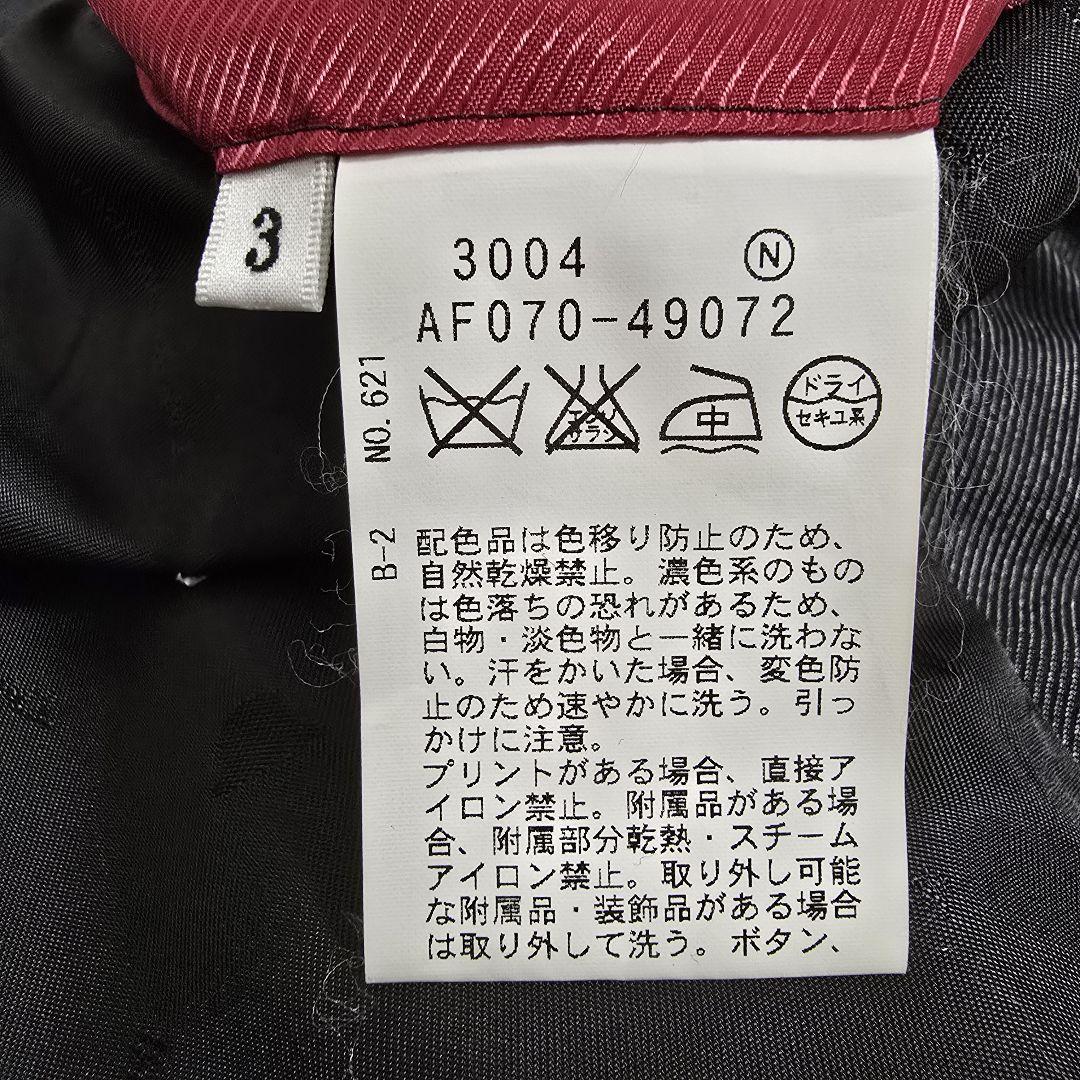 3
3004 Ⓝ
AF070-49072
NO. 621
エンソ
サラシ
中
ドライ
セキユ系
B-2
配色品は色移り防止のため、
自然乾燥禁止。濃色系のもの
は色落ちの恐れがあるため、
白物・淡色物と一緒に洗わな
い。汗をかいた場合、変色防
止のため速やかに洗う。引っ
かけに注意。
プリントがある場合、直接ア
イロン禁止。附属品がある場
合、附属部分乾熱・スチーム
アイロン禁止。取り外し可能
な附属品・装飾品がある場合
は取り外して洗う。ボタン、